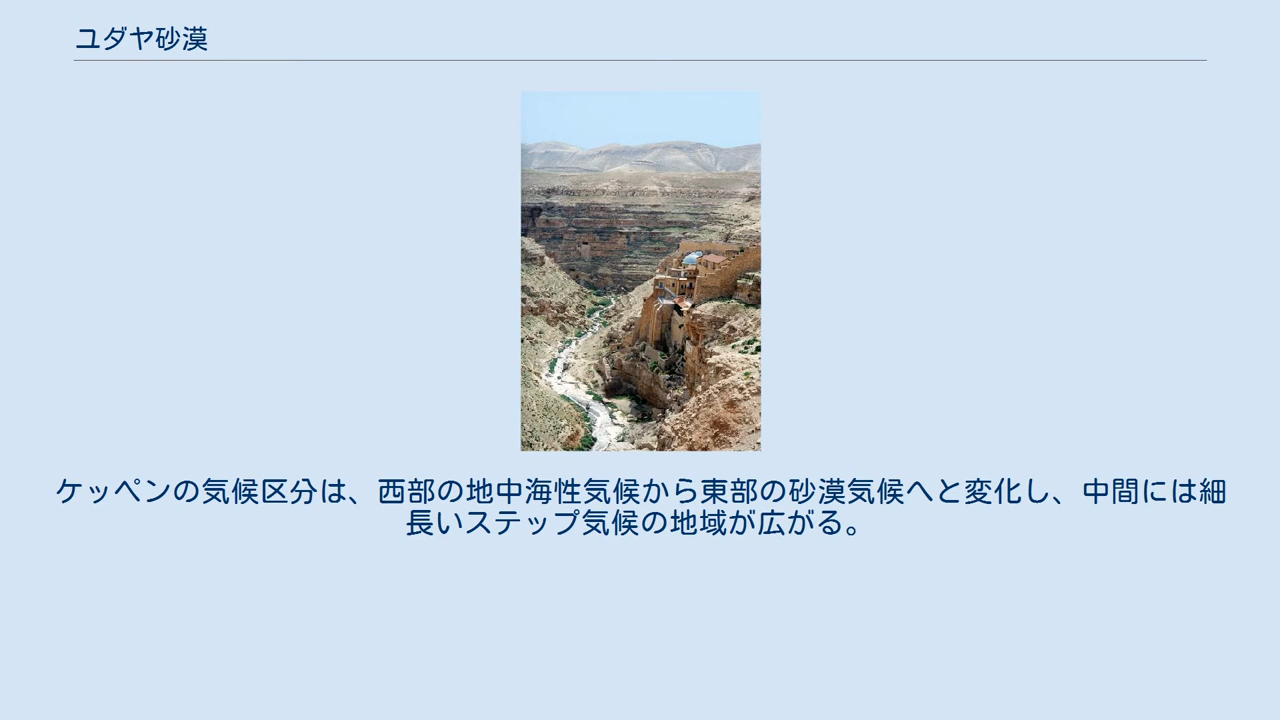 ユダヤ砂漠
ケッペンの気候区分は、西部の地中海性気候から東部の砂漠気候へと変化し、中間には細
長いステップ気候の地域が広がる。